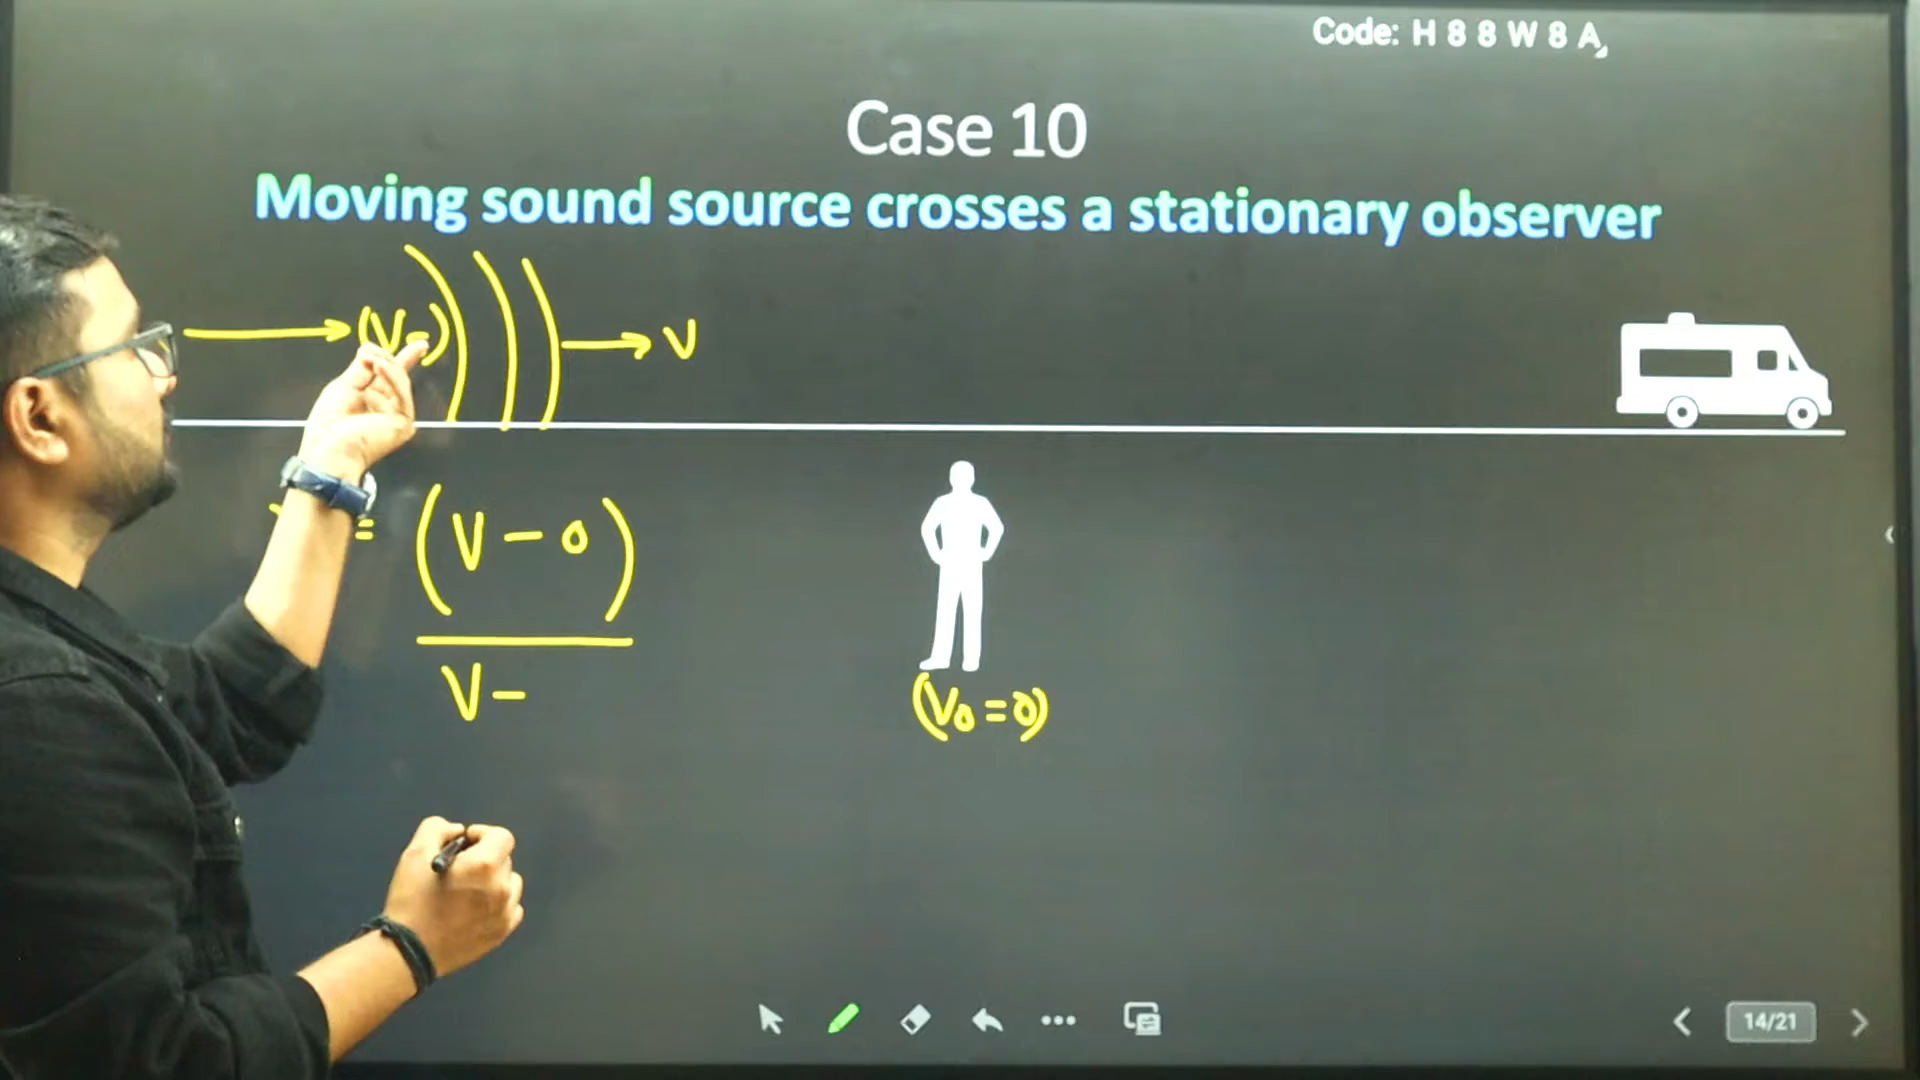 Code: H 8 8 W 8 A
Case 10
Moving sound source crosses a stationary observer
V
= (V - 0)
V -
(V₀ = 0)
14/21